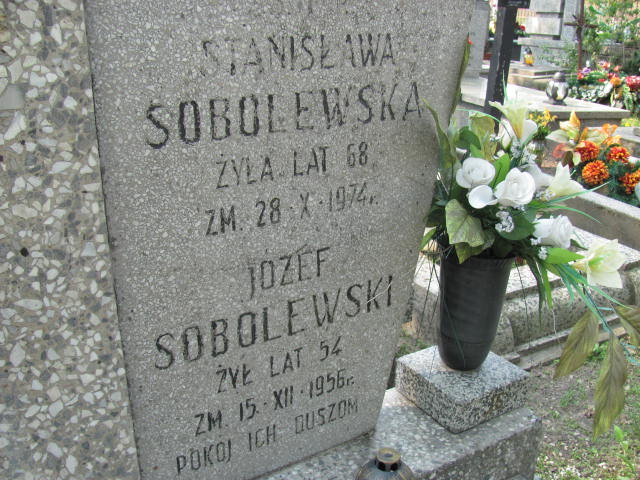 STANISŁAWA
SOBOLEWSKA
ŻYŁA LAT 68
ZM. 28·X·1974r.
JÓZEF
SOBOLEWSKI
ŻYŁ LAT 54
ZM. 15·XII·1956r.
POKÓJ ICH DUSZOM